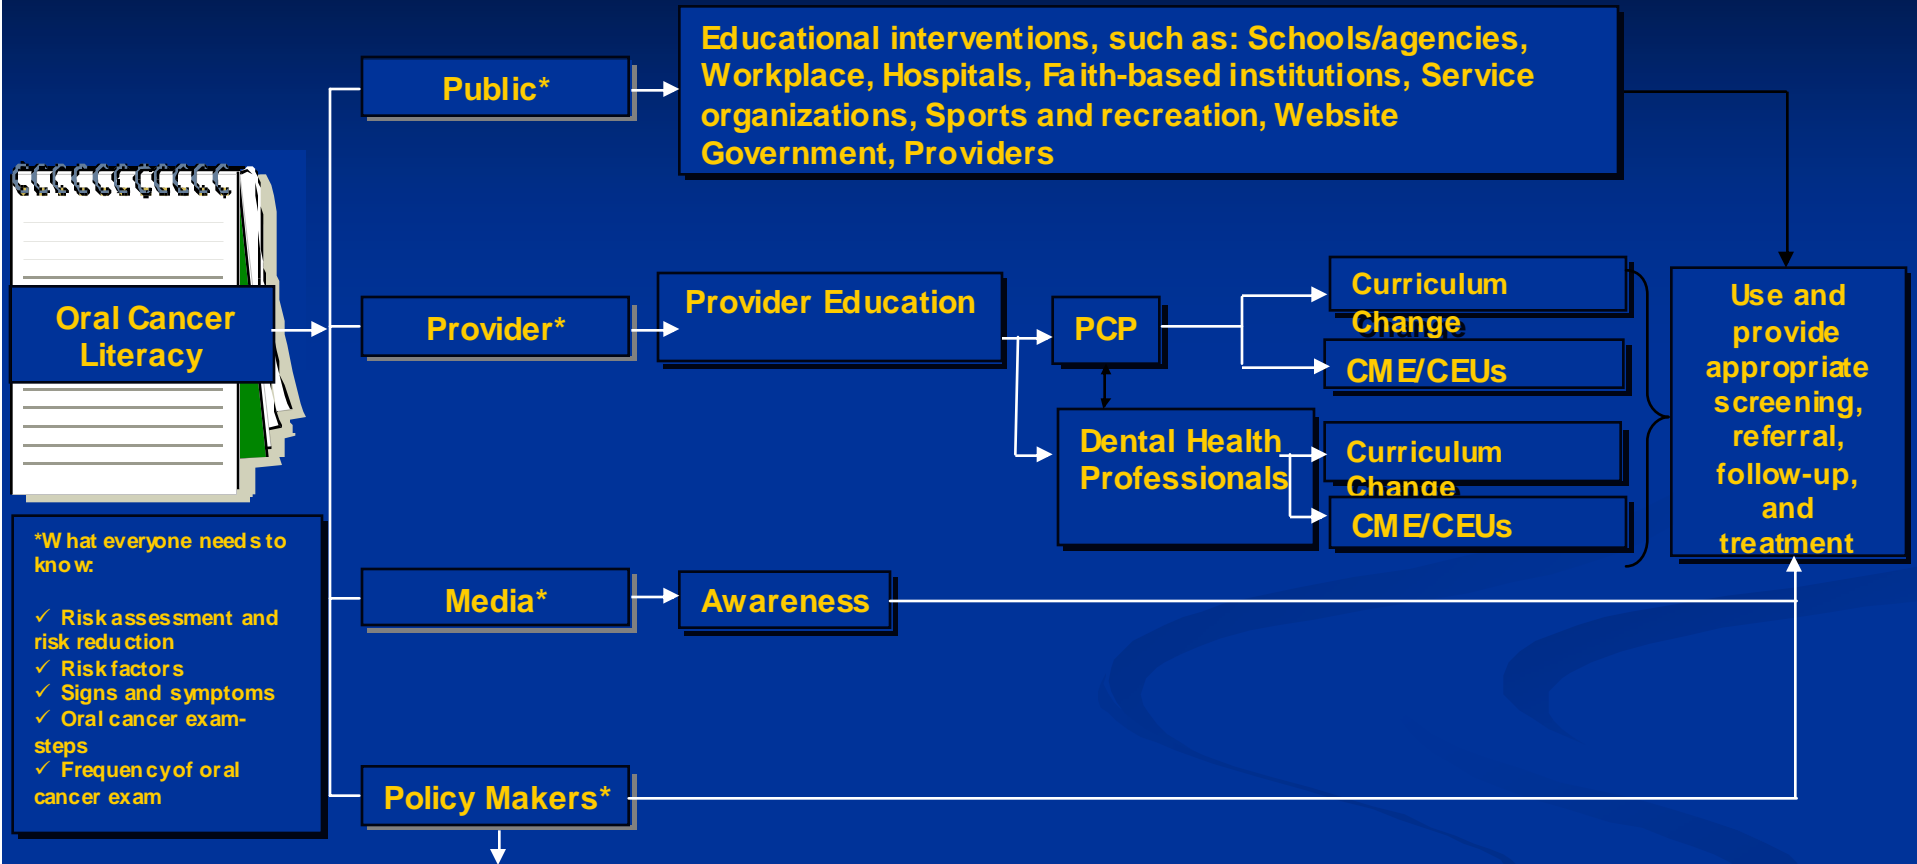 Educational interventions, such as: Schools/agencies,
Workplace, Hospitals, Faith-based institutions, Service
organizations, Sports and recreation, Website
Government, Providers
Public*
Oral Cancer
Literacy
Provider*
Provider Education
PCP
Curriculum
Change
CME/CEUs
Dental Health
Professionals
Curriculum
Change
CME/CEUs
Use and
provide
appropriate
screening,
referral,
follow-up,
and
treatment
*What everyone needs to
know:
✓ Risk assessment and
risk reduction
✓ Risk factors
✓ Signs and symptoms
✓ Oral cancer exam-
steps
✓ Frequency of oral
cancer exam
Media*
Awareness
Policy Makers*